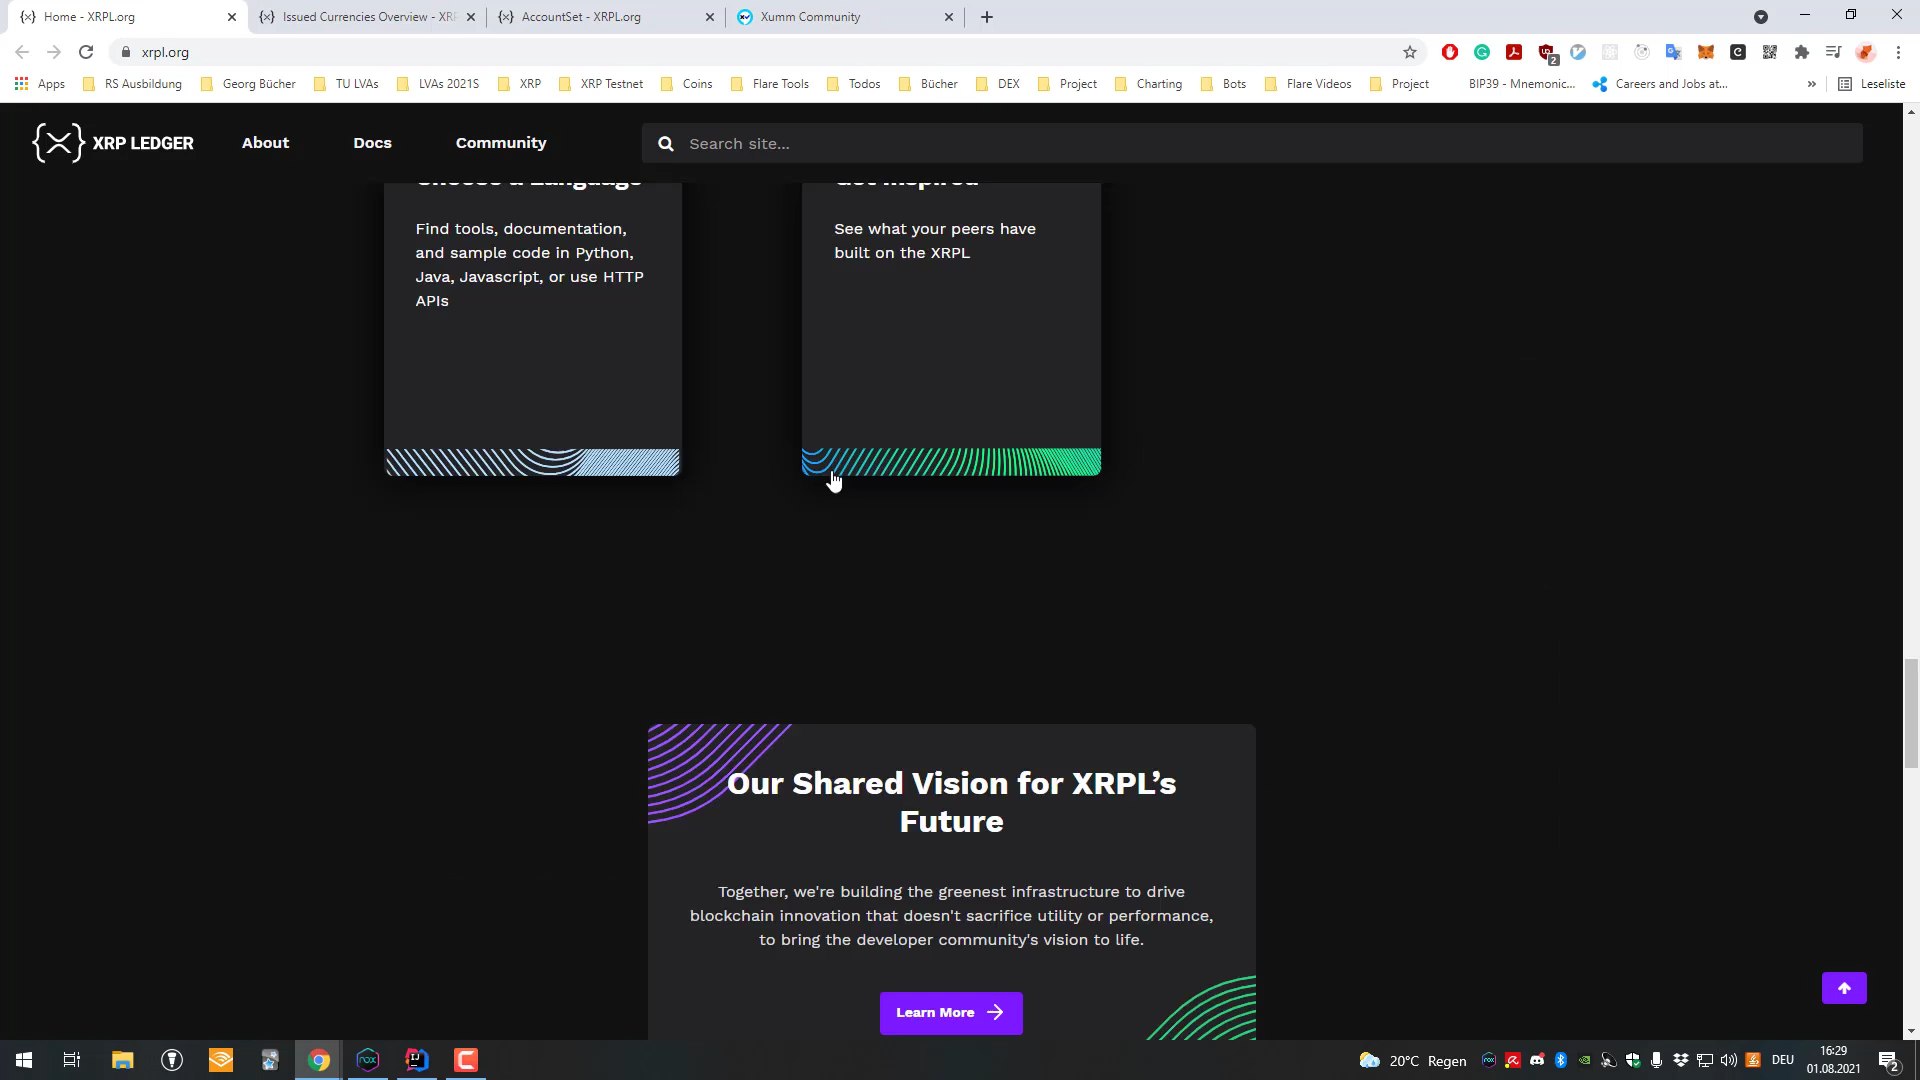 Home - XRPL.org
Issued Currencies Overview - XRP
AccountSet - XRPL.org
Xumm Community
xrpl.org
2
Apps
RS Ausbildung
Georg Bücher
TU LVAs
LVAs 2021S
XRP
XRP Testnet
Coins
Flare Tools
Todos
Bücher
DEX
Project
Charting
Bots
Flare Videos
Project
BIP39 - Mnemonic...
Careers and Jobs at...
»
Leseliste
XRP LEDGER
About
Docs
Community
Search site...
Choose a Language
Get Inspired
Find tools, documentation,
and sample code in Python,
Java, Javascript, or use HTTP
APIs
See what your peers have
built on the XRPL
Our Shared Vision for XRPL’s
Future
Together, we're building the greenest infrastructure to drive
blockchain innovation that doesn't sacrifice utility or performance,
to bring the developer community's vision to life.
Learn More
20°C Regen
DEU
16:29
01.08.2021
2